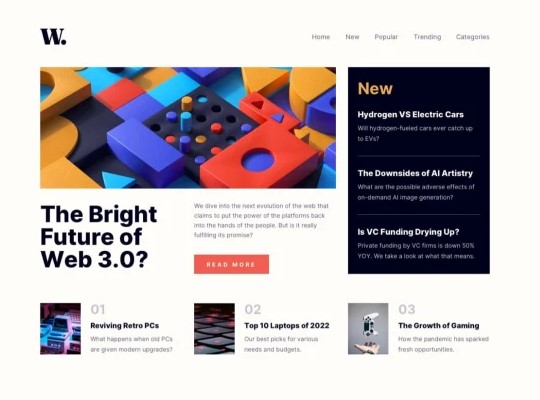 W.
Home New Popular Trending Categories
New
Hydrogen VS Electric Cars
Will hydrogen-fueled cars ever catch up
to EVs?
The Downsides of AI Artistry
What are the possible adverse effects of
on-demand AI image generation?
Is VC Funding Drying Up?
Private funding by VC firms is down 50%
YOY. We take a look at what that means.
The Bright
Future of
Web 3.0?
We dive into the next evolution of the web that
claims to put the power of the platforms back
into the hands of the people. But is it really
fulfilling its promise?
READ MORE
01
Reviving Retro PCs
What happens when old PCs
are given modern upgrades?
02
Top 10 Laptops of 2022
Our best picks for various
needs and budgets.
03
The Growth of Gaming
How the pandemic has sparked
fresh opportunities.